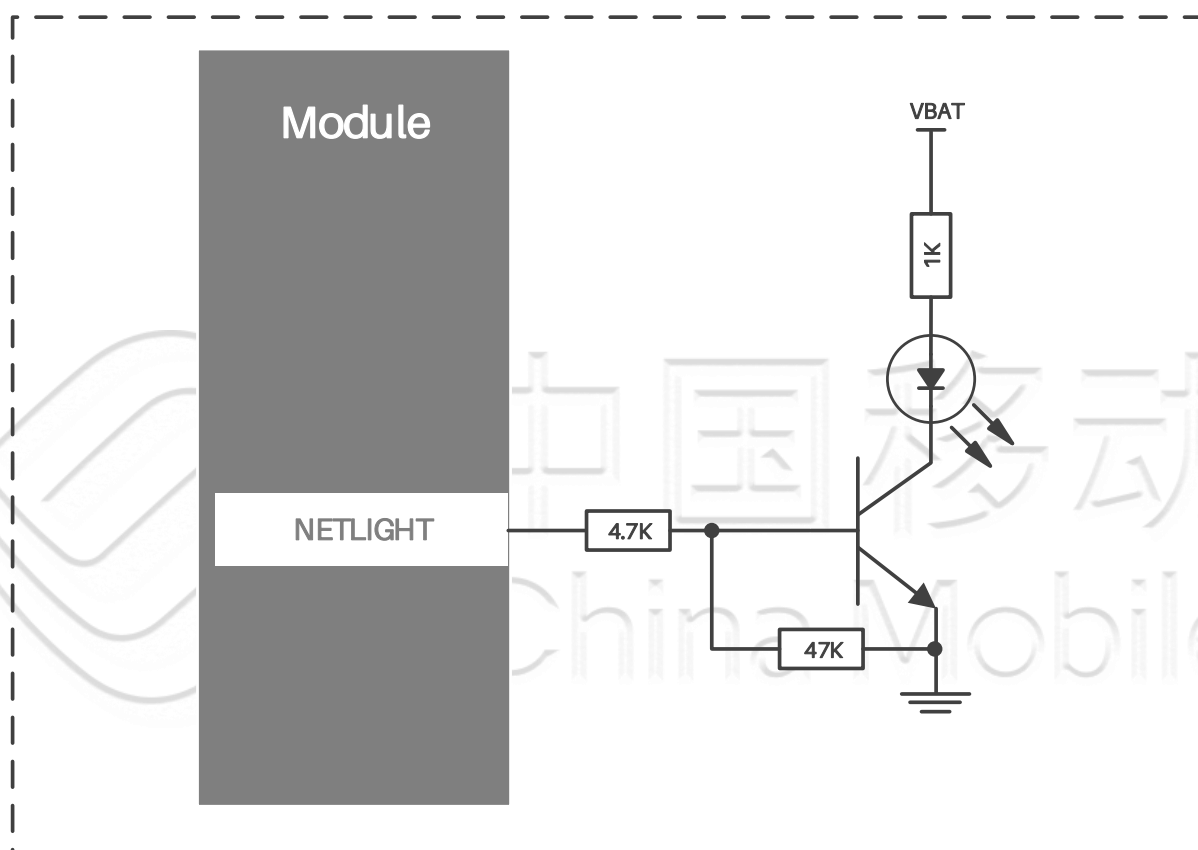 Module
VBAT
1K
中国移动
NETLIGHT
4.7K
China Mobile
47K